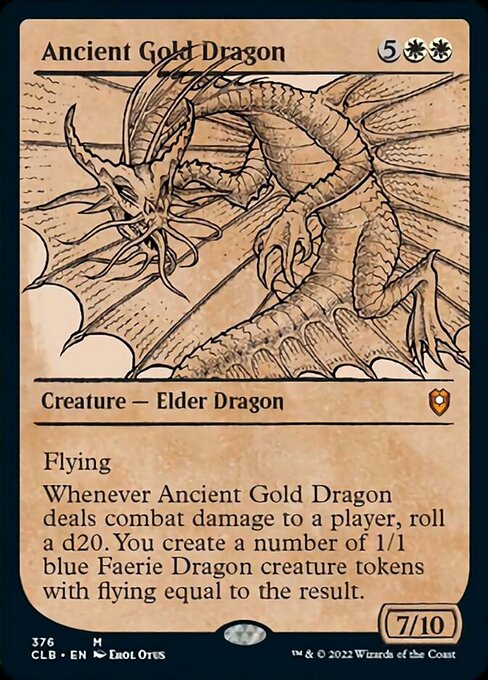 Ancient Gold Dragon 5
Creature — Elder Dragon
Flying
Whenever Ancient Gold Dragon
deals combat damage to a player, roll
a d20. You create a number of 1/1
blue Faerie Dragon creature tokens
with flying equal to the result.
7/10
376 M
CLB • EN Erol Otus
™ & © 2022 Wizards of the Coast